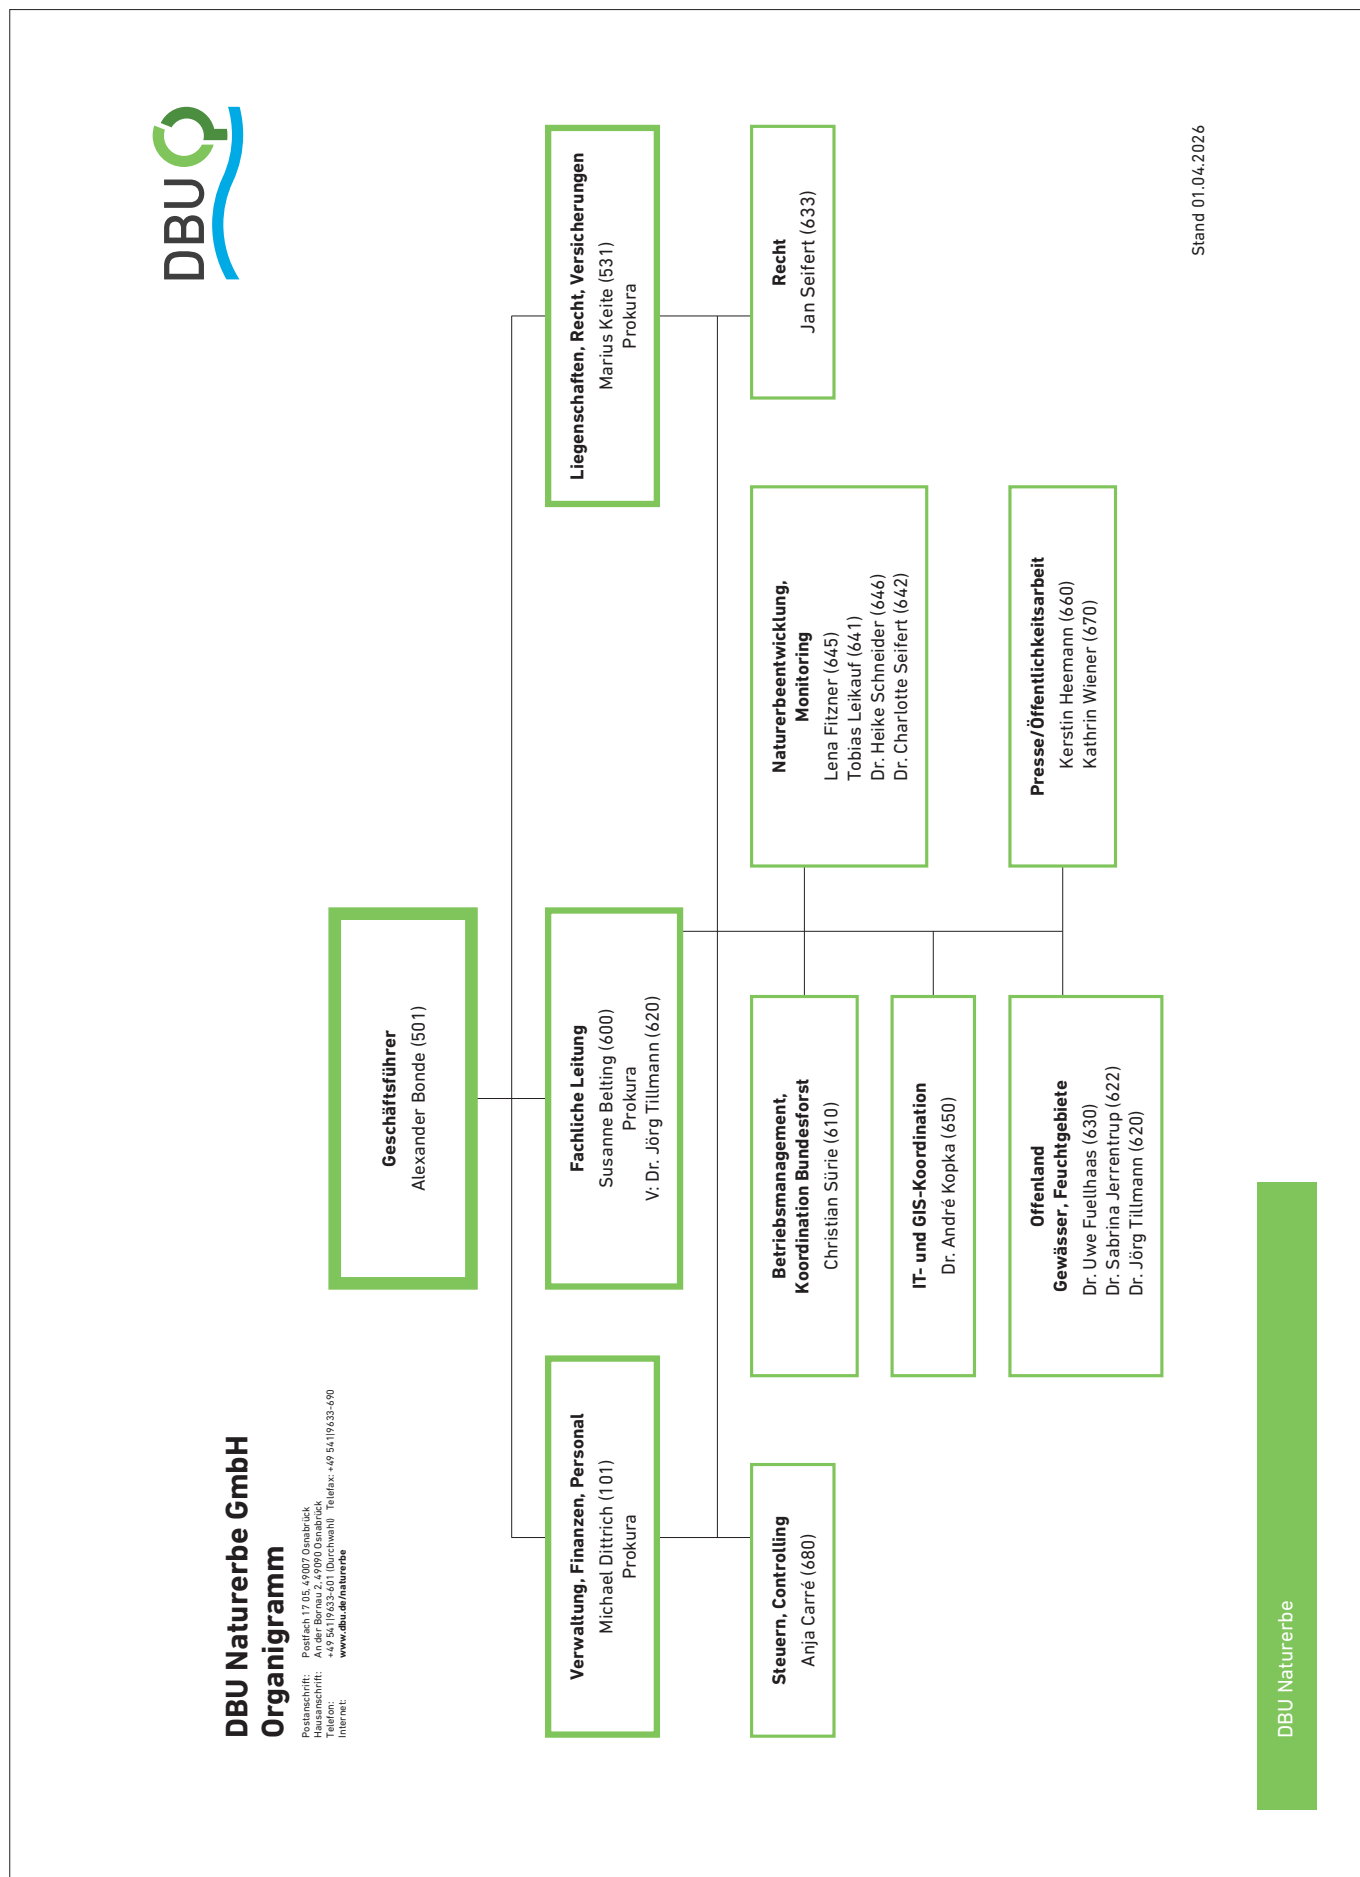 DBU
DBU Naturerbe GmbH
Organigramm
Postanschrift: Postfach 17 05, 49007 Osnabrück
Hausanschrift: An der Bornau 2, 49090 Osnabrück
Telefon: +49 541|9633-601 (Durchwahl) Telefax: +49 541|9633-690
Internet: www.dbu.de/naturerbe
Geschäftsführer
Alexander Bonde (501)
Verwaltung, Finanzen, Personal
Michael Dittrich (101)
Prokura
Fachliche Leitung
Susanne Belting (600)
Prokura
V: Dr. Jörg Tillmann (620)
Liegenschaften, Recht, Versicherungen
Marius Keite (531)
Prokura
Steuern, Controlling
Anja Carré (680)
Betriebsmanagement,
Koordination Bundesforst
Christian Sürie (610)
Naturerbeentwicklung,
Monitoring
Lena Fitzner (645)
Tobias Leikauf (641)
Dr. Heike Schneider (646)
Dr. Charlotte Seifert (642)
Recht
Jan Seifert (633)
IT- und GIS-Koordination
Dr. André Kopka (650)
Offenland
Gewässer, Feuchtgebiete
Dr. Uwe Fuellhaas (630)
Dr. Sabrina Jerrentrup (622)
Dr. Jörg Tillmann (620)
Presse/Öffentlichkeitsarbeit
Kerstin Heemann (660)
Kathrin Wiener (670)
Stand 01.04.2026
DBU Naturerbe